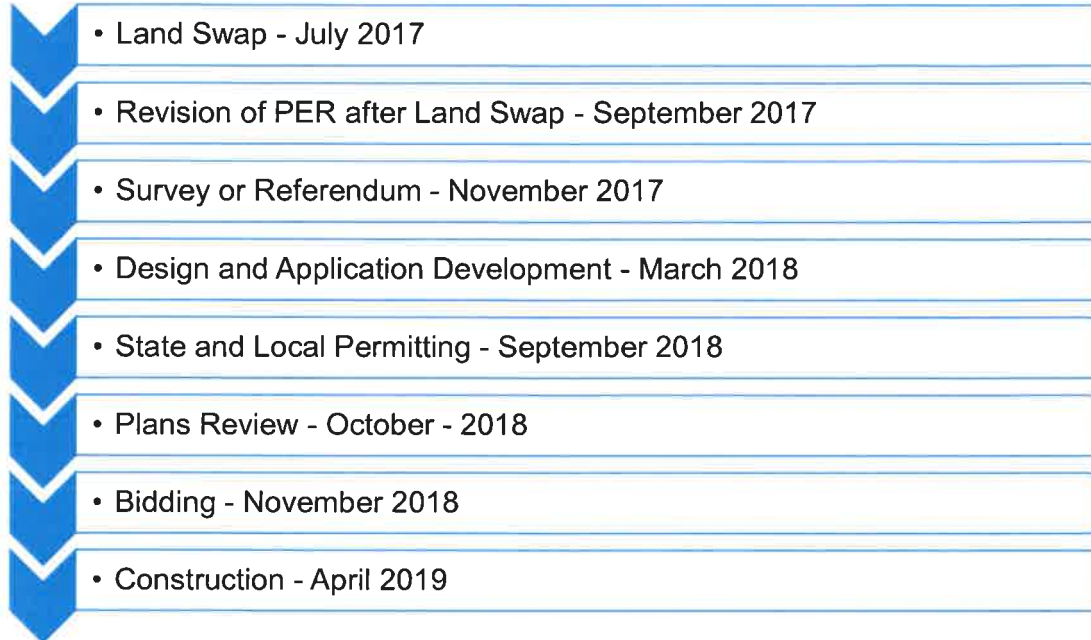 • Land Swap - July 2017
• Revision of PER after Land Swap - September 2017
• Survey or Referendum - November 2017
• Design and Application Development - March 2018
• State and Local Permitting - September 2018
• Plans Review - October - 2018
• Bidding - November 2018
• Construction - April 2019